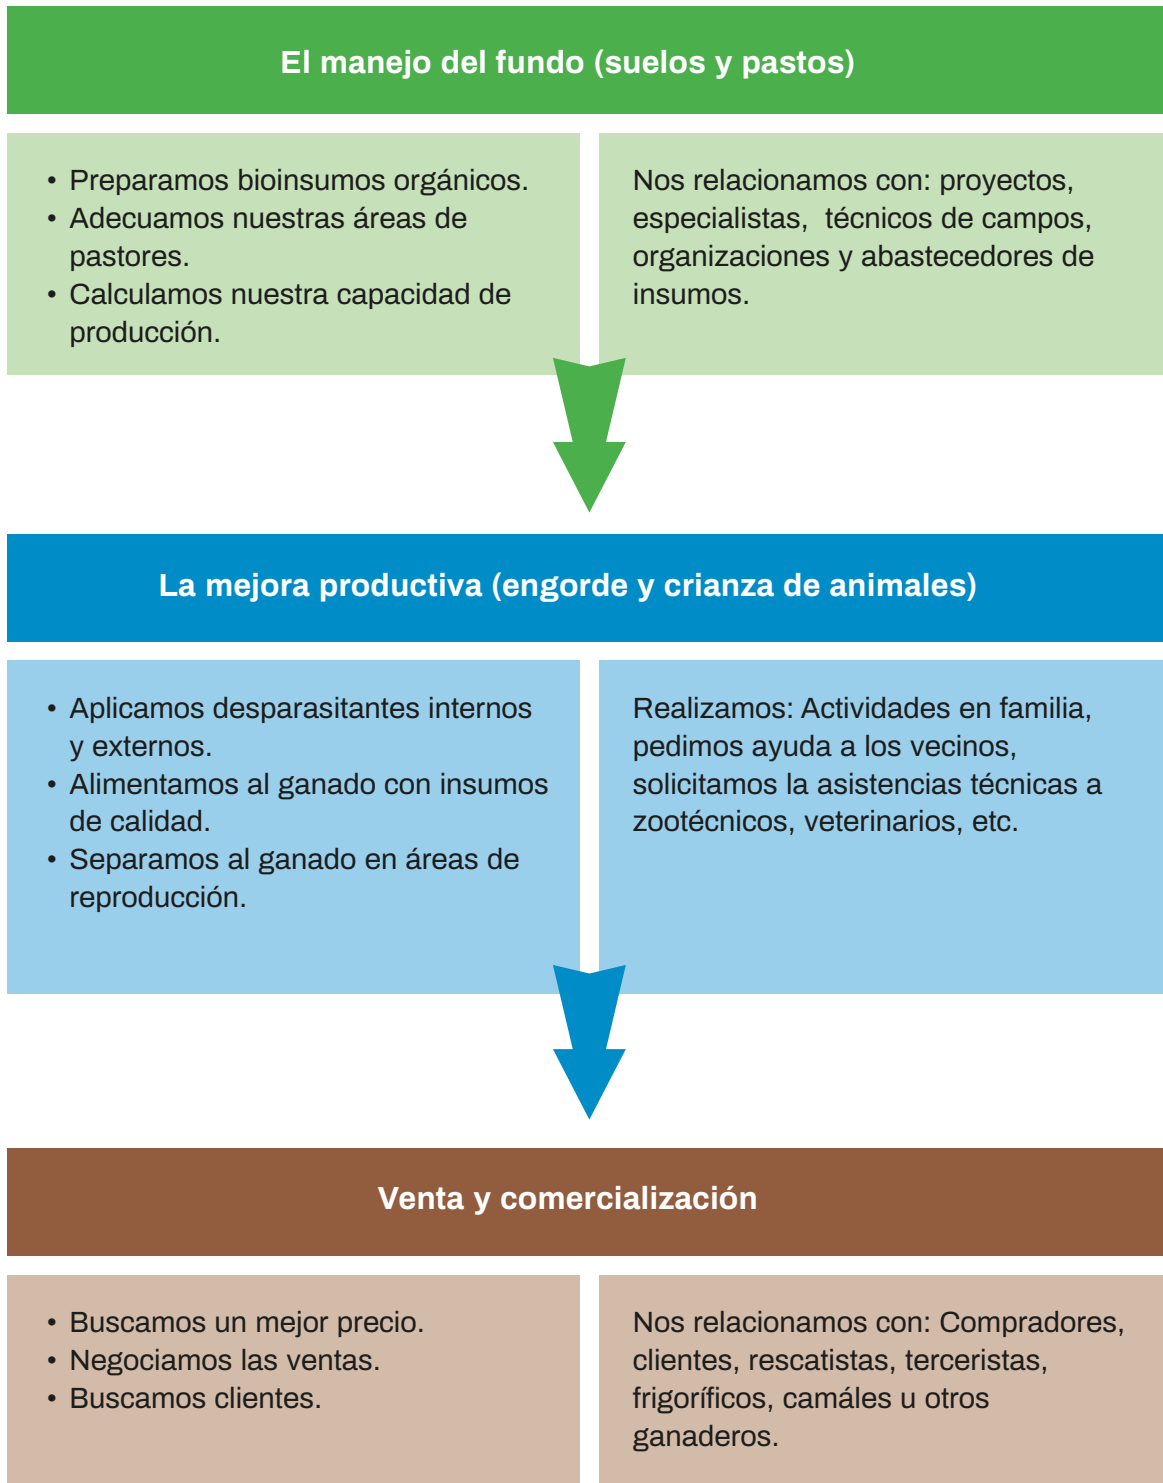 El manejo del fundo (suelos y pastos)
• Preparamos bioinsumos orgánicos.
• Adecuamos nuestras áreas de
pastores.
• Calculamos nuestra capacidad de
producción.
Nos relacionamos con: proyectos,
especialistas,  técnicos de campos,
organizaciones y abastecedores de
insumos.
La mejora productiva (engorde y crianza de animales)
• Aplicamos desparasitantes internos
y externos.
• Alimentamos al ganado con insumos
de calidad.
• Separamos al ganado en áreas de
reproducción.
Realizamos: Actividades en familia,
pedimos ayuda a los vecinos,
solicitamos la asistencias técnicas a
zootécnicos, veterinarios, etc.
Venta y comercialización
• Buscamos un mejor precio.
• Negociamos las ventas.
• Buscamos clientes.
Nos relacionamos con: Compradores,
clientes, rescatistas, terceristas,
frigoríficos, camáles u otros
ganaderos.